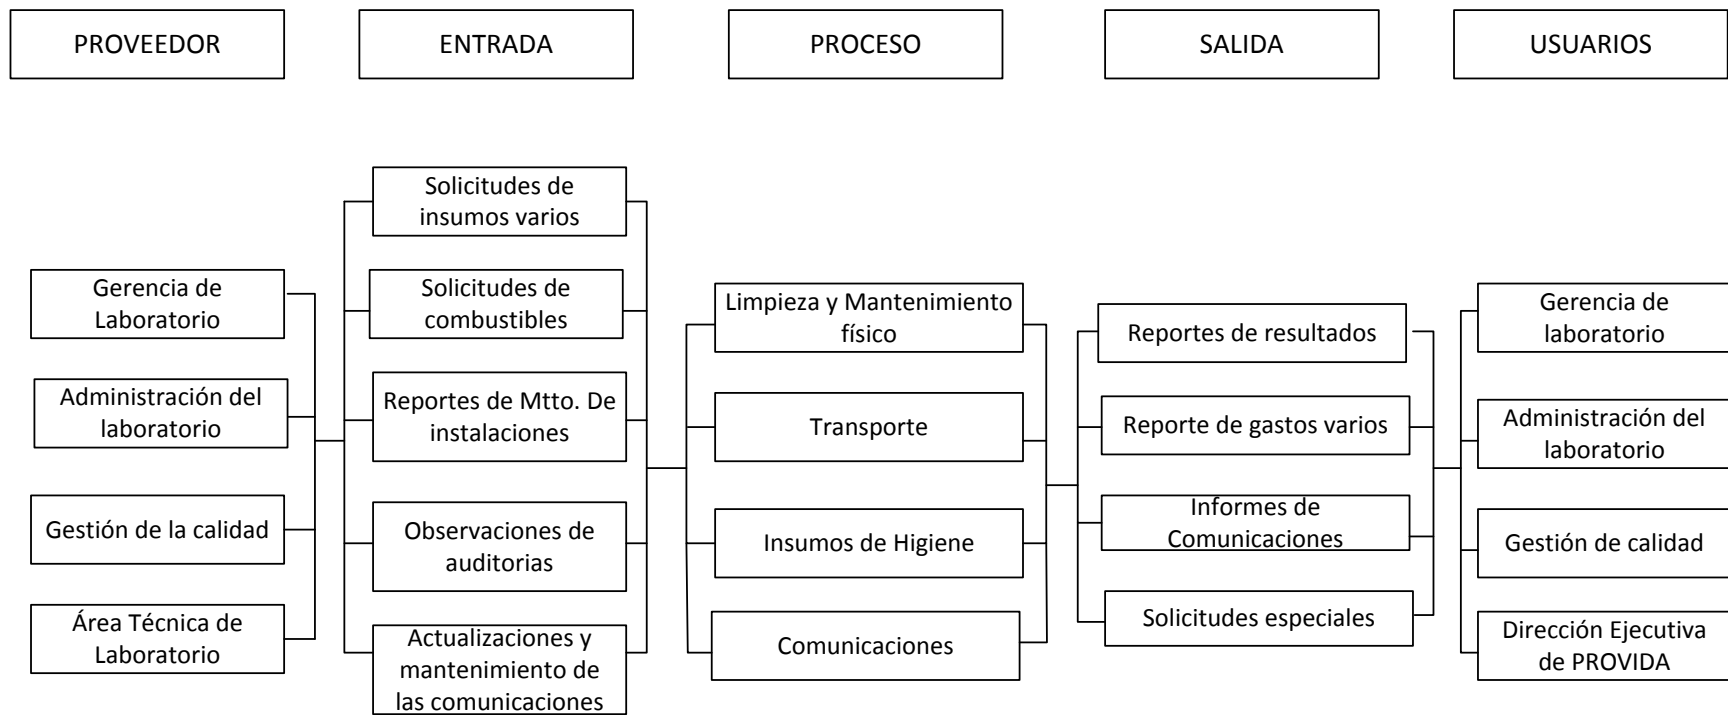 PROVEEDOR
ENTRADA
PROCESO
SALIDA
USUARIOS
Gerencia de
Laboratorio
Administración del
laboratorio
Gestión de la calidad
Área Técnica de
Laboratorio
Solicitudes de
insumos varios
Solicitudes de
combustibles
Reportes de Mtto. De
instalaciones
Observaciones de
auditorias
Actualizaciones y
mantenimiento de
las comunicaciones
Limpieza y Mantenimiento
físico
Transporte
Insumos de Higiene
Comunicaciones
Reportes de resultados
Reporte de gastos varios
Informes de
Comunicaciones
Solicitudes especiales
Gerencia de
laboratorio
Administración del
laboratorio
Gestión de calidad
Dirección Ejecutiva
de PROVIDA